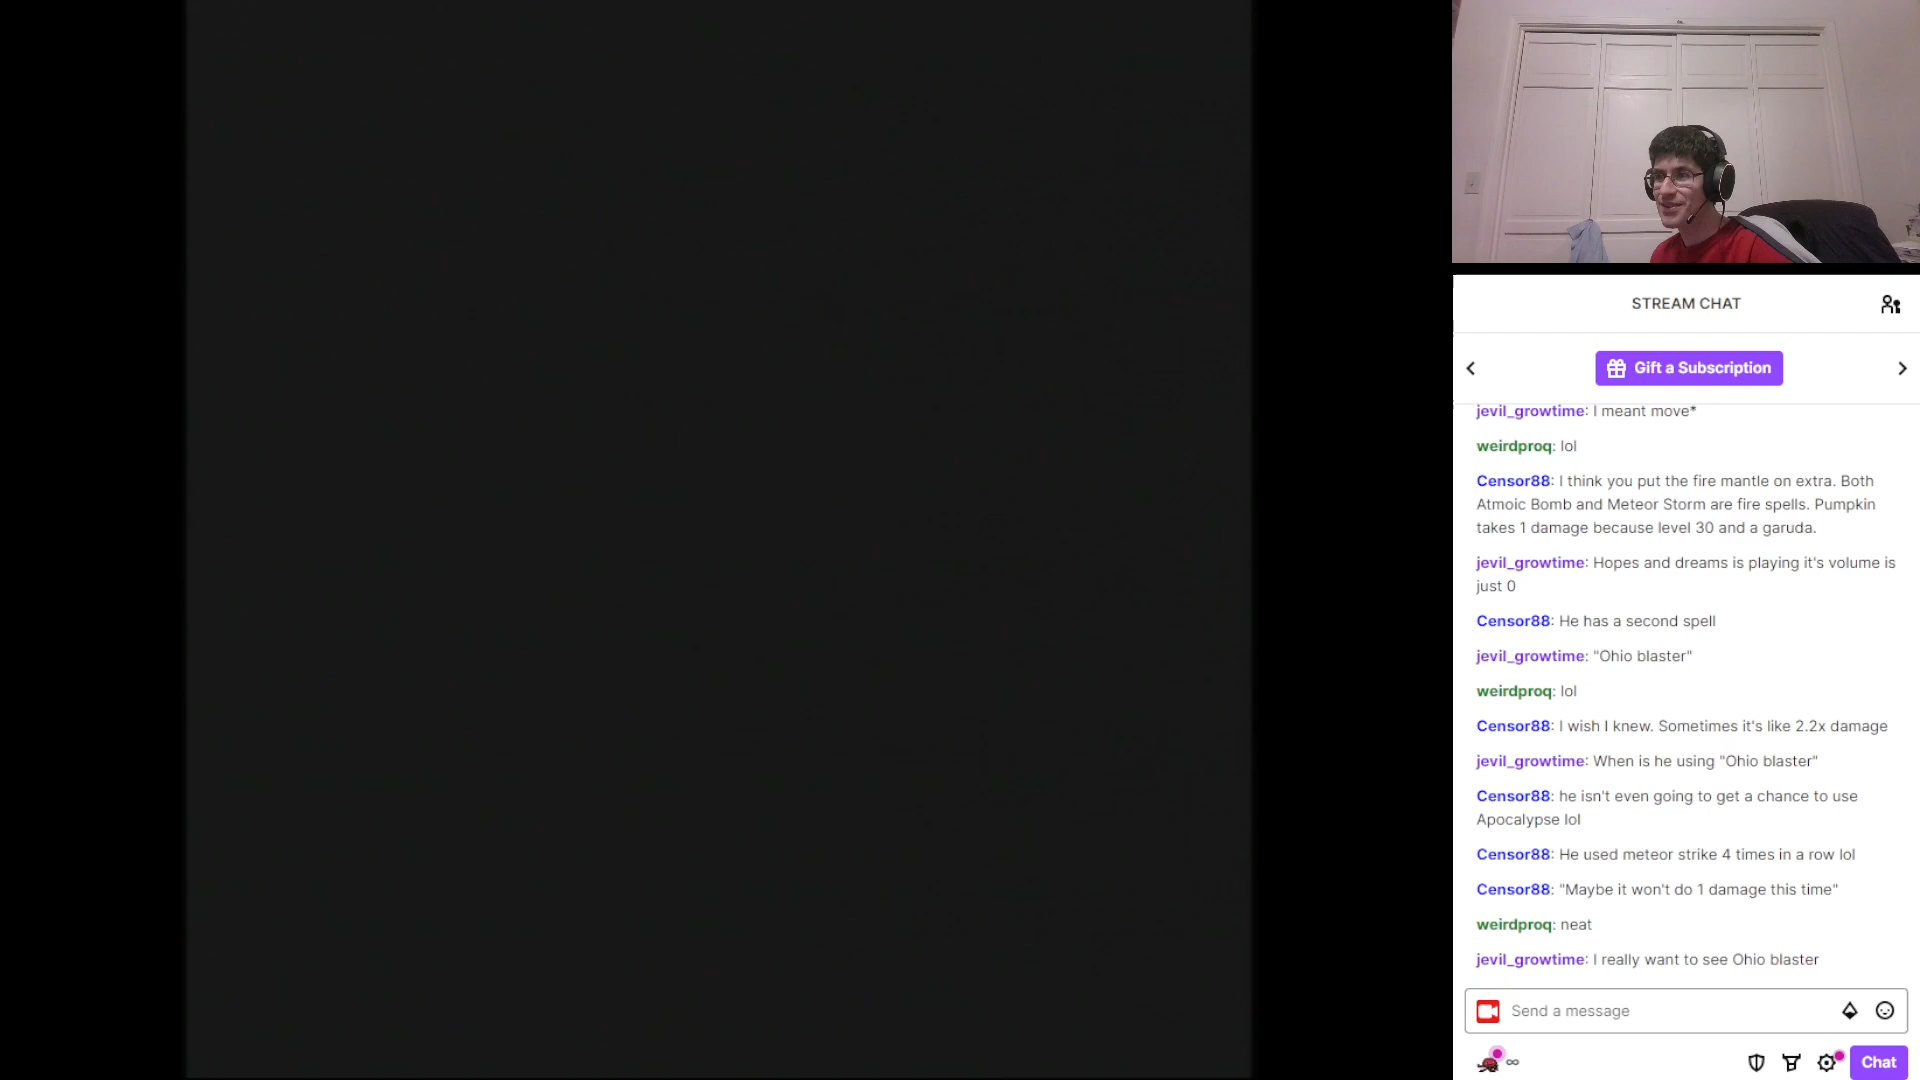 STREAM CHAT
Gift a Subscription
jevil_growtime: I meant move*
weirdproq: lol
Censor88: I think you put the fire mantle on extra. Both
Atmoic Bomb and Meteor Storm are fire spells. Pumpkin
takes 1 damage because level 30 and a garuda.
jevil_growtime: Hopes and dreams is playing it's volume is
just 0
Censor88: He has a second spell
jevil_growtime: "Ohio blaster"
weirdproq: lol
Censor88: I wish I knew. Sometimes it's like 2.2x damage
jevil_growtime: When is he using "Ohio blaster"
Censor88: he isn't even going to get a chance to use
Apocalypse lol
Censor88: He used meteor strike 4 times in a row lol
Censor88: "Maybe it won't do 1 damage this time"
weirdproq: neat
jevil_growtime: I really want to see Ohio blaster
Send a message
∞
Chat